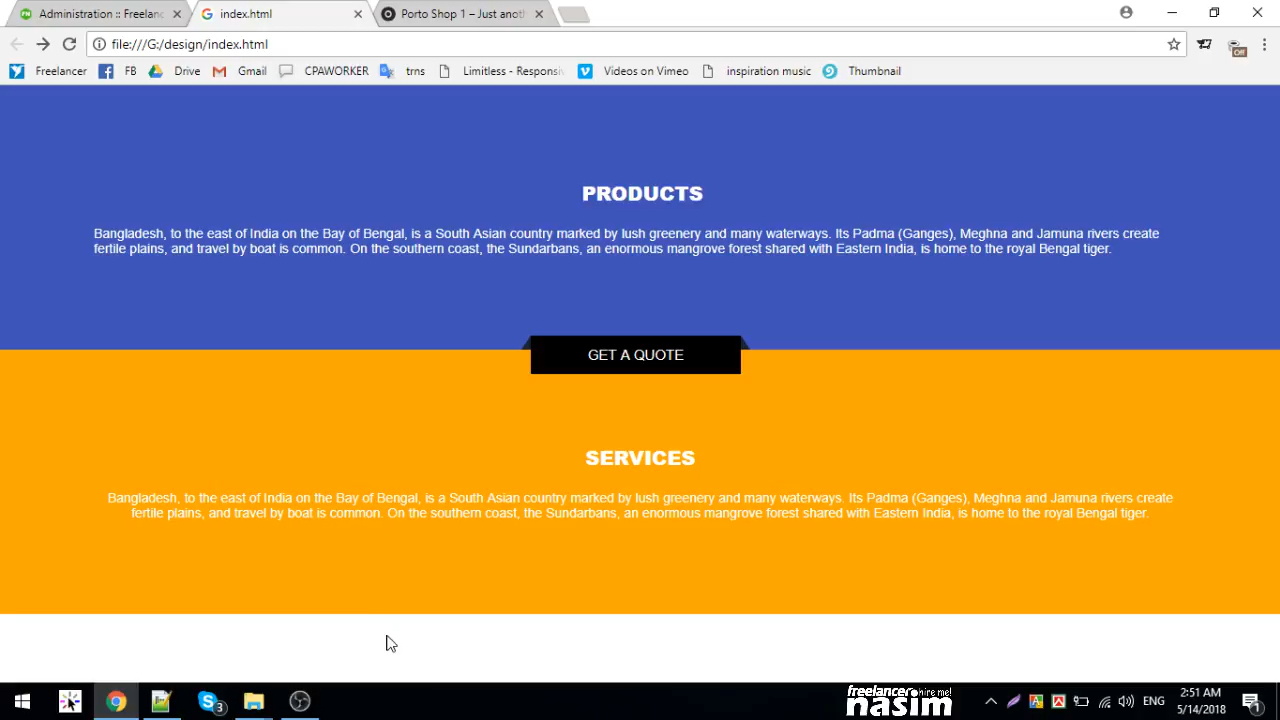 Administration :: Freelanc
index.html
Porto Shop 1 – Just anot
file:///G:/design/index.html
Freelancer
FB
Drive
Gmail
CPAWORKER
trns
Limitless - Responsiv
Videos on Vimeo
inspiration music
Thumbnail
Off
PRODUCTS
Bangladesh, to the east of India on the Bay of Bengal, is a South Asian country marked by lush greenery and many waterways. Its Padma (Ganges), Meghna and Jamuna rivers create
fertile plains, and travel by boat is common. On the southern coast, the Sundarbans, an enormous mangrove forest shared with Eastern India, is home to the royal Bengal tiger.
GET A QUOTE
SERVICES
Bangladesh, to the east of India on the Bay of Bengal, is a South Asian country marked by lush greenery and many waterways. Its Padma (Ganges), Meghna and Jamuna rivers create
fertile plains, and travel by boat is common. On the southern coast, the Sundarbans, an enormous mangrove forest shared with Eastern India, is home to the royal Bengal tiger.
3
freelancer hire me!
nasim
ENG
2:51 AM
5/14/2018
1